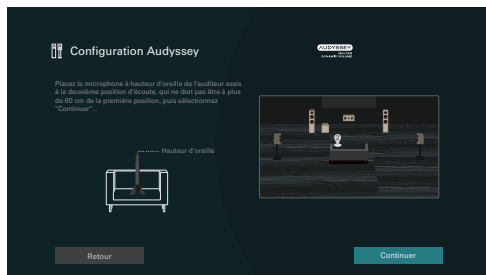 Configuration Audyssey
AUDYSSEY
MULTEQ
DYNAMIC VOLUME
Placez le microphone à hauteur d'oreille de l'auditeur assis
à la deuxième position d'écoute, qui ne doit pas être à plus
de 60 cm de la première position, puis sélectionnez
"Continuer"...
Hauteur d'oreille
Retour
Continuer